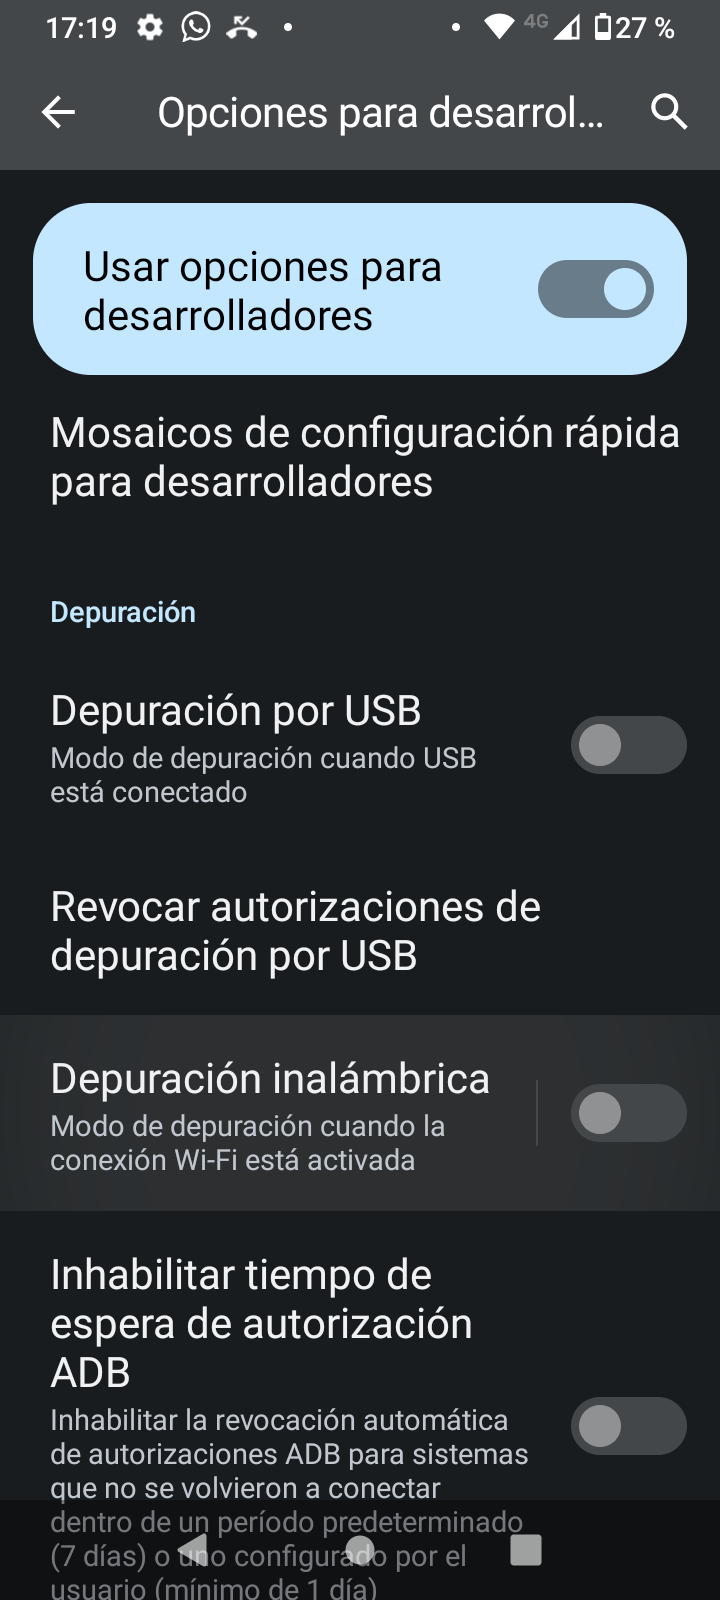 17:19
4G
27 %
Opciones para desarrol...
Usar opciones para
desarrolladores
Mosaicos de configuración rápida
para desarrolladores
Depuración
Depuración por USB
Modo de depuración cuando USB
está conectado
Revocar autorizaciones de
depuración por USB
Depuración inalámbrica
Modo de depuración cuando la
conexión Wi-Fi está activada
Inhabilitar tiempo de
espera de autorización
ADB
Inhabilitar la revocación automática
de autorizaciones ADB para sistemas
que no se volvieron a conectar
dentro de un período predeterminado
(7 días) o uno configurado por el
usuario (mínimo de 1 día)